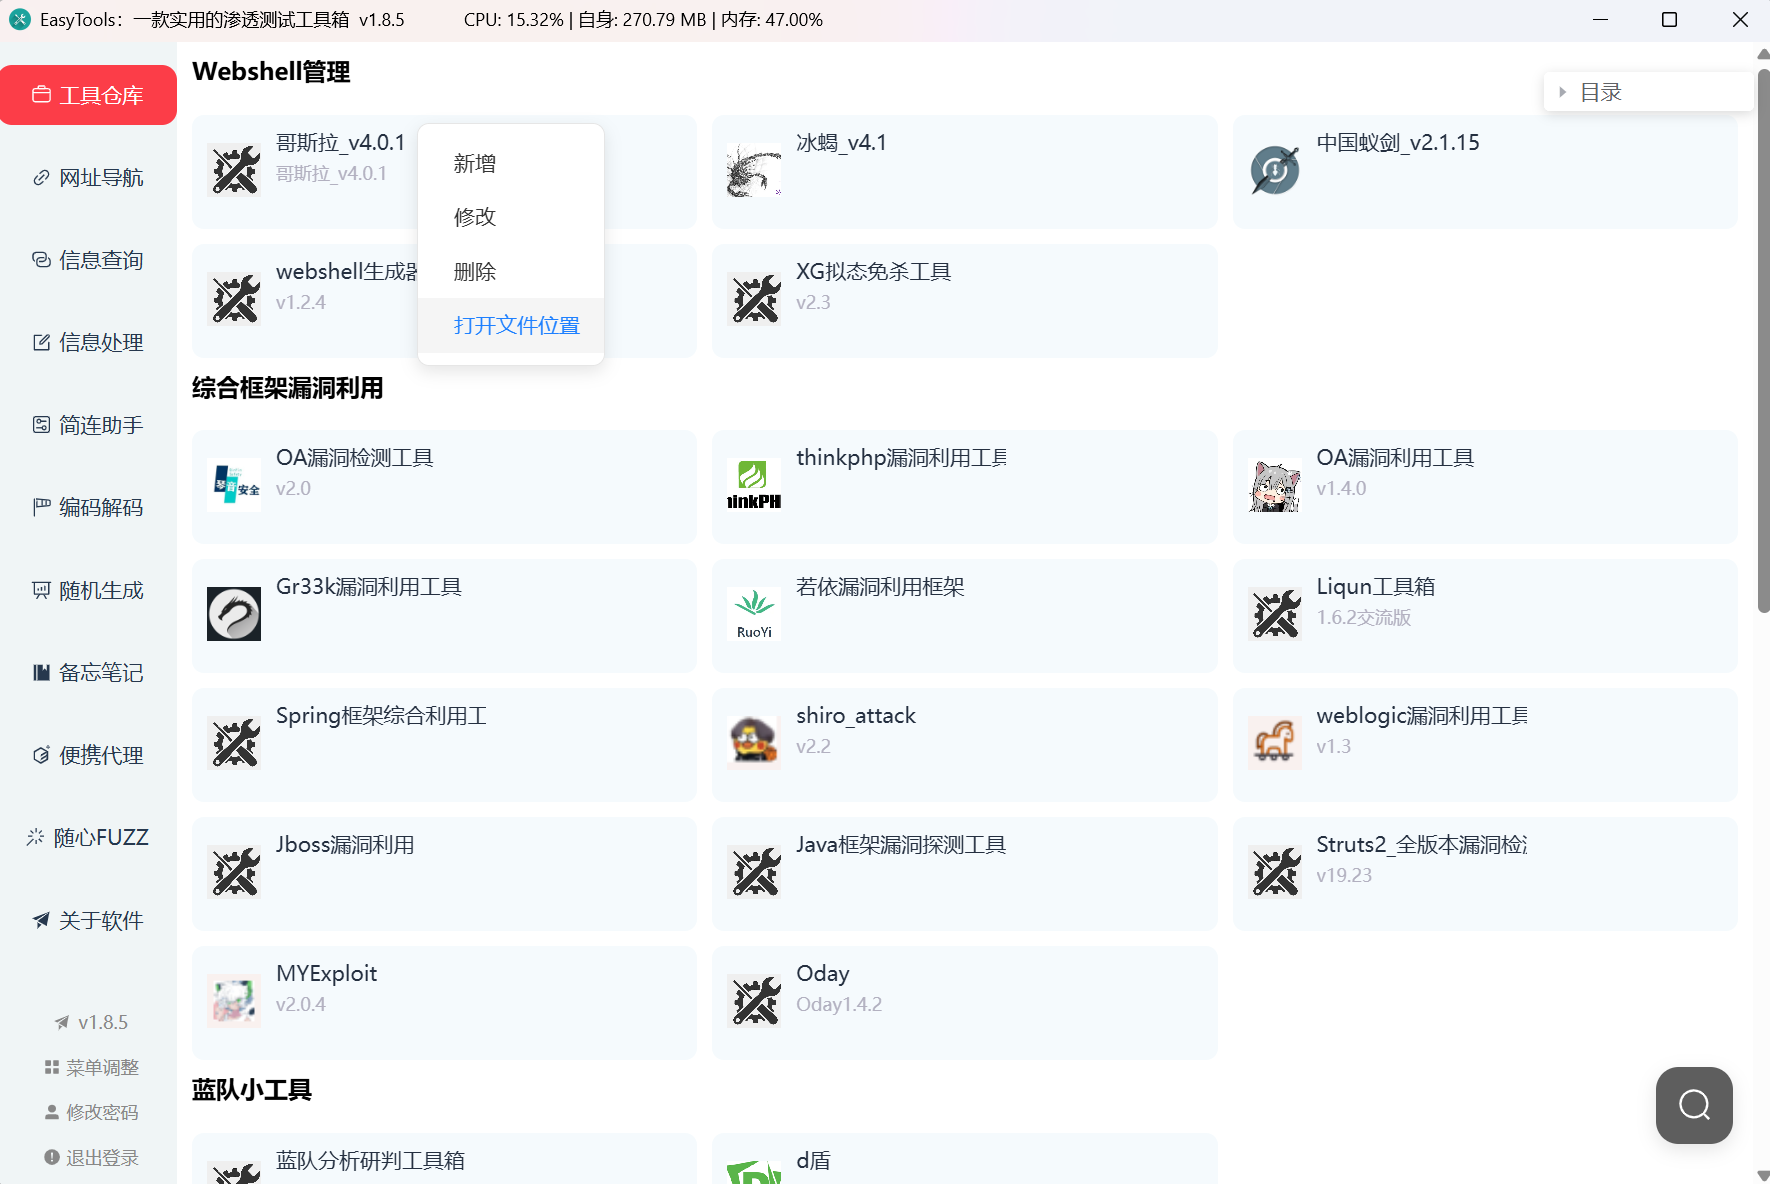 EasyTools：一款实用的渗透测试工具箱 v1.8.5
CPU: 15.32% | 自身: 270.79 MB | 内存: 47.00%
工具仓库
网址导航
信息查询
信息处理
简连助手
编码解码
随机生成
备忘笔记
便携代理
随心FUZZ
关于软件
v1.8.5
菜单调整
修改密码
退出登录
目录
Webshell管理
哥斯拉_v4.0.1
哥斯拉_v4.0.1
冰蝎_v4.1
中国蚁剑_v2.1.15
webshell生成器
v1.2.4
XG拟态免杀工具
v2.3
新增
修改
删除
打开文件位置
综合框架漏洞利用
OA漏洞检测工具
v2.0
琴音安全
thinkphp漏洞利用工具
inkPH
OA漏洞利用工具
v1.4.0
Gr33k漏洞利用工具
若依漏洞利用框架
RuoYi
Liqun工具箱
1.6.2交流版
Spring框架综合利用工
shiro_attack
v2.2
weblogic漏洞利用工具
v1.3
Jboss漏洞利用
Java框架漏洞探测工具
Struts2_全版本漏洞检测
v19.23
MYExploit
v2.0.4
Oday
Oday1.4.2
蓝队小工具
蓝队分析研判工具箱
d盾